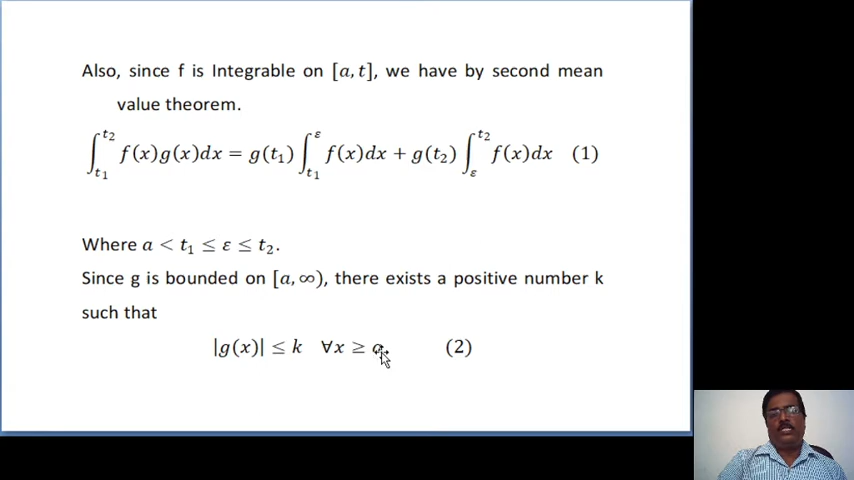 Also, since f is Integrable on [a, t], we have by second mean
value theorem.
∫_{t₁}^{t₂} f(x)g(x)dx = g(t₁) ∫_{t₁}^{ε} f(x)dx + g(t₂) ∫_{ε}^{t₂} f(x)dx (1)
Where a < t₁ ≤ ε ≤ t₂.
Since g is bounded on [a, ∞), there exists a positive number k
such that
|g(x)| ≤ k ∀x ≥ a. (2)